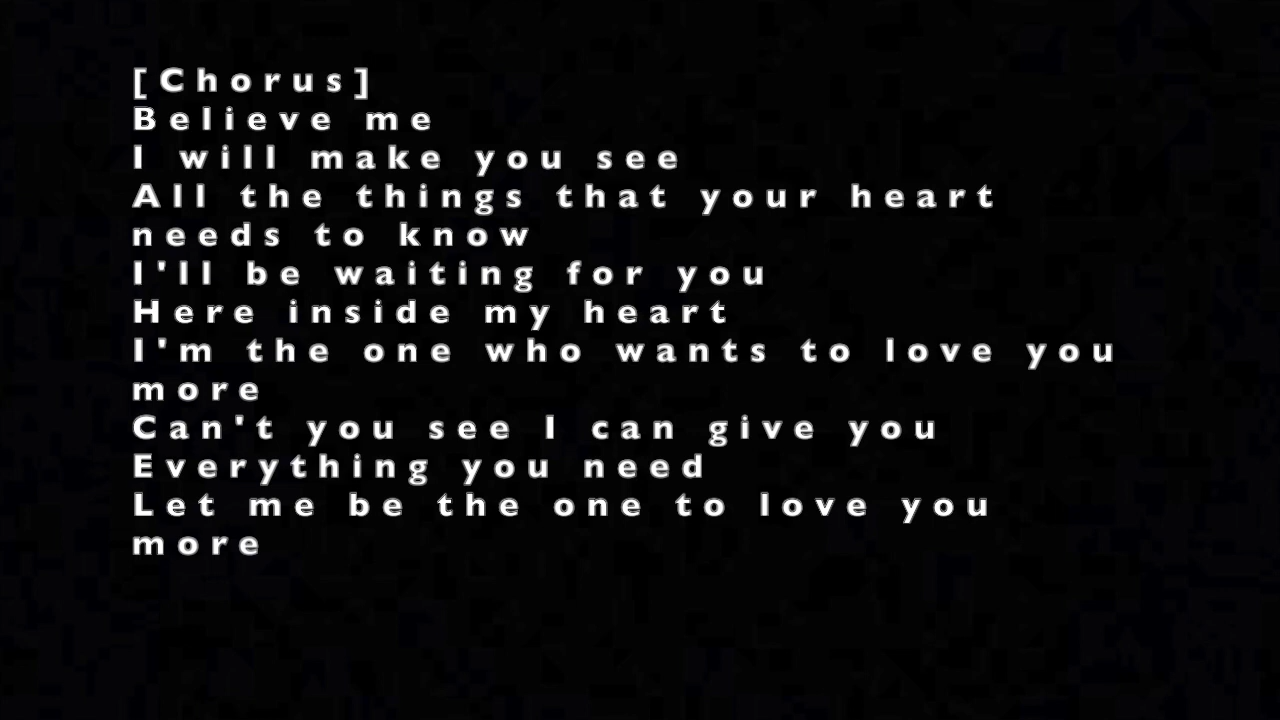 [Chorus]
Believe me
I will make you see
All the things that your heart
needs to know
I'll be waiting for you
Here inside my heart
I'm the one who wants to love you
more
Can't you see I can give you
Everything you need
Let me be the one to love you
more